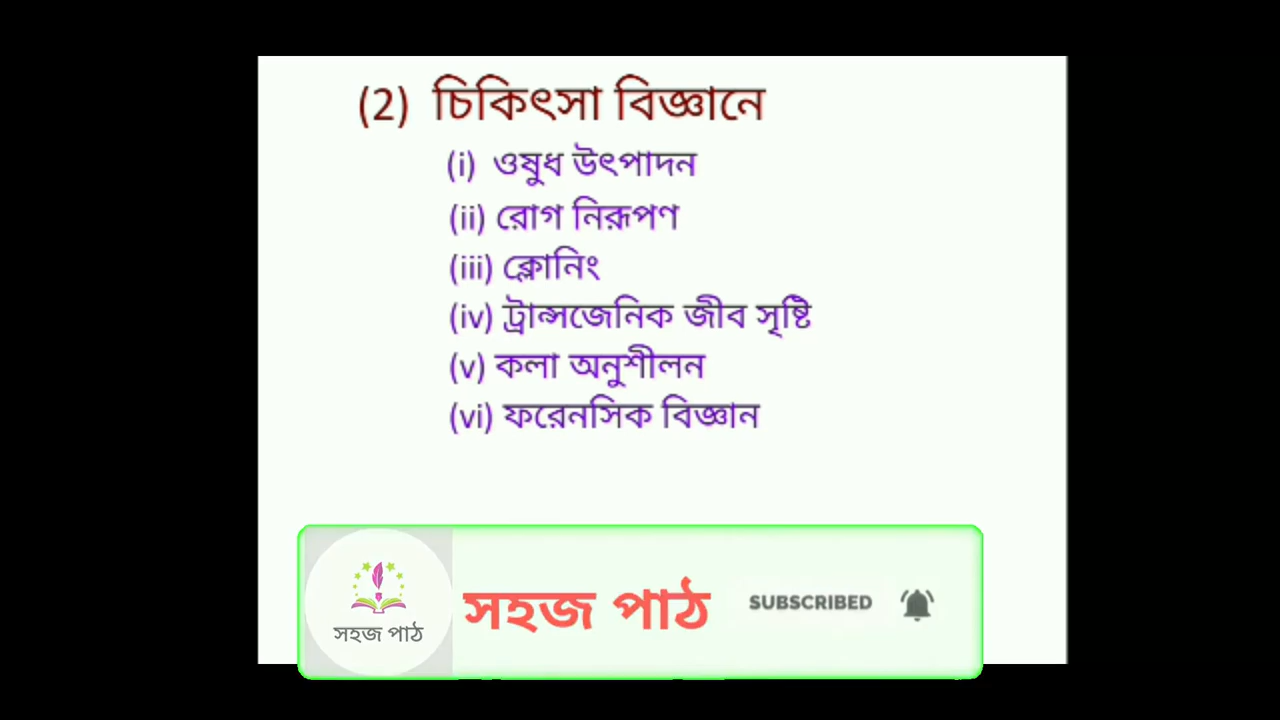 (2) চিকিৎসা বিজ্ঞানে
(i) ওষুধ উৎপাদন
(ii) রোগ নিরূপণ
(iii) ক্লোনিং
(iv) ট্রান্সজেনিক জীব সৃষ্টি
(v) কলা অনুশীলন
(vi) ফরেনসিক বিজ্ঞান
সহজ পাঠ
সহজ পাঠ SUBSCRIBED